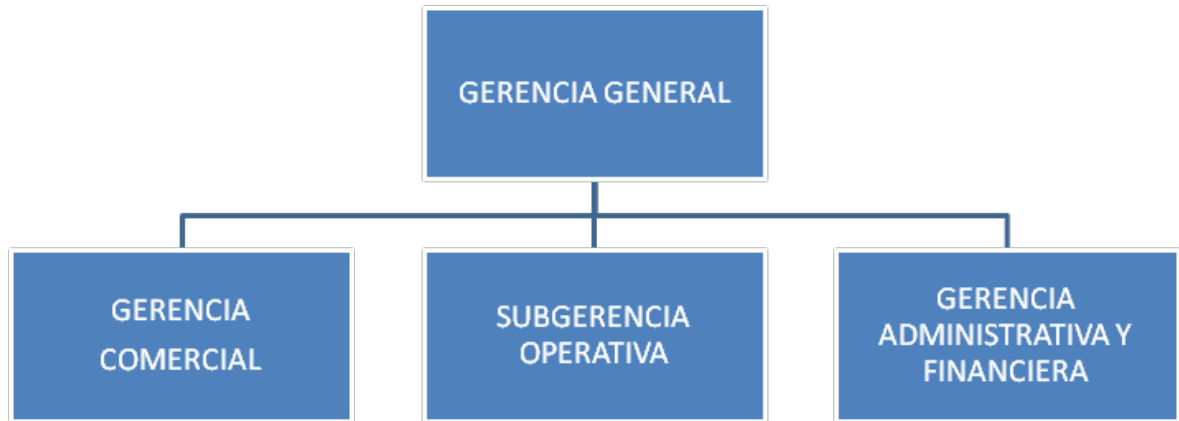 GERENCIA GENERAL
GERENCIA
COMERCIAL
SUBGERENCIA
OPERATIVA
GERENCIA
ADMINISTRATIVA Y
FINANCIERA